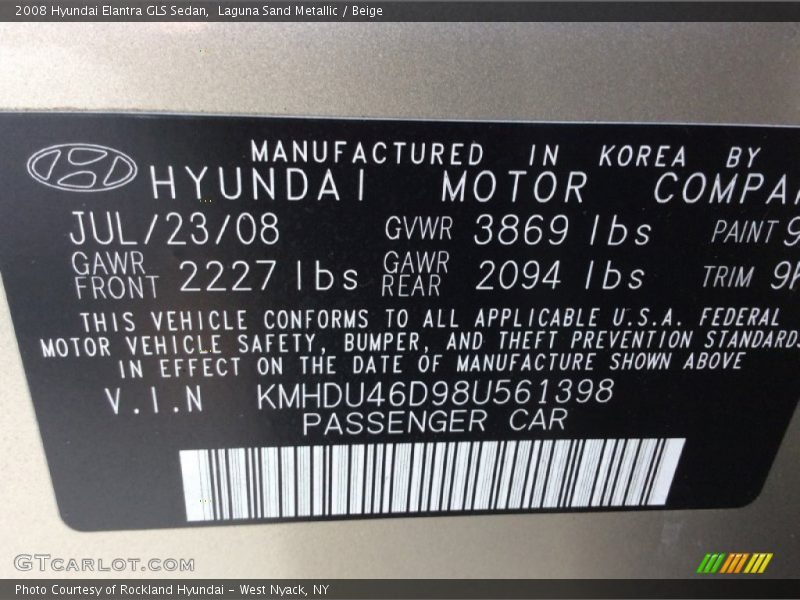 2008 Hyundai Elantra GLS Sedan, Laguna Sand Metallic / Beige
MANUFACTURED IN KOREA BY
HYUNDAI MOTOR
JUL/23/08 GVWR 3869 lbs PAINT
GAWR FRONT 2227 lbs GAWR REAR 2094 lbs TRIM
THIS VEHICLE CONFORMS TO ALL APPLICABLE U.S.A. FEDERAL
MOTOR VEHICLE SAFETY, BUMPER, AND THEFT PREVENTION STANDARDS
IN EFFECT ON THE DATE OF MANUFACTURE SHOWN ABOVE
V.I.N KMHDU46D98U561398
PASSENGER CAR
GTCARLOT.COM
Photo Courtesy of Rockland Hyundai - West Nyack, NY